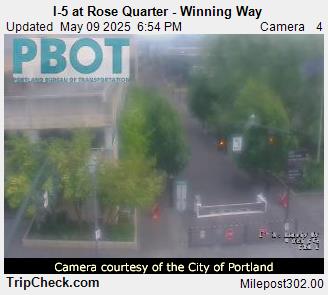 I-5 at Rose Quarter - Winning Way
Updated May 09 2025 6:54 PM Camera 4
PBOT
PORTLAND BUREAU OF TRANSPORTATION
Camera courtesy of the City of Portland
TripCheck.com Milepost302.00